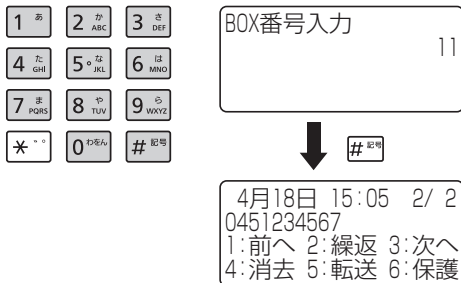 1 あ 2 か ABC 3 さ DEF
4 た GHI 5 な JKL 6 は MNO
7 ま PQRS 8 や TUV 9 ら WXYZ
＊ ゛゜ 0 わをん # 記号
BOX番号入力
11
# 記号
4月18日 15:05 2/ 2
0451234567
1:前へ 2:繰返 3:次へ
4:消去 5:転送 6:保護